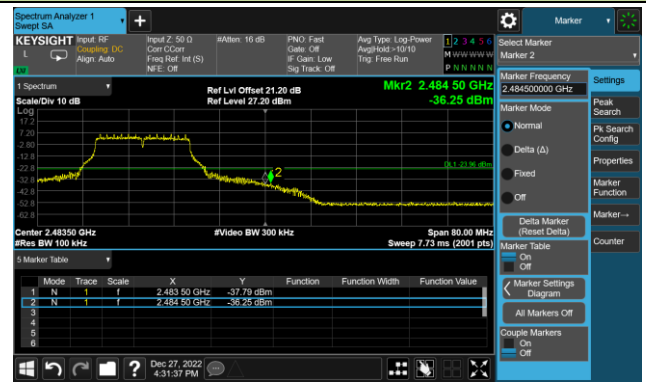 Spectrum Analyzer 1
Swept SA
Marker
KEYSIGHT
L
Input: RF
Coupling: DC
Align: Auto
Input Z: 50 Ω
Corr CCorr
Freq Ref: Int (S)
NFE: Off
#Atten: 16 dB
PNO: Fast
Gate: Off
IF Gain: Low
Sig Track: Off
Avg Type: Log-Power
Avg|Hold:>10/10
Trig: Free Run
1 2 3 4 5 6
M W W W W W W
P N N N N N
Select Marker
Marker 2
1 Spectrum
Scale/Div 10 dB
Log
Ref Lvl Offset 21.20 dB
Ref Level 27.20 dBm
Mkr2 2.484 50 GHz
-36.25 dBm
17.2
7.20
-2.80
-12.8
-22.8
-32.8
-42.8
-52.8
-62.8
DL1 -23.96 dBm
2
Center 2.48350 GHz
#Res BW 100 kHz
#Video BW 300 kHz
Span 80.00 MHz
Sweep 7.73 ms (2001 pts)
5 Marker Table
Mode Trace Scale X Y Function Function Width Function Value
1 N 1 f 2.483 50 GHz -37.79 dBm
2 N 1 f 2.484 50 GHz -36.25 dBm
3
4
5
6
Marker Frequency
2.484500000 GHz
Marker Mode
Normal
Delta (Δ)
Fixed
Off
Delta Marker
(Reset Delta)
Marker Table
On
Off
Marker Settings
Diagram
All Markers Off
Couple Markers
On
Off
Settings
Peak
Search
Pk Search
Config
Properties
Marker
Function
Marker→
Counter
Dec 27, 2022
4:31:37 PM